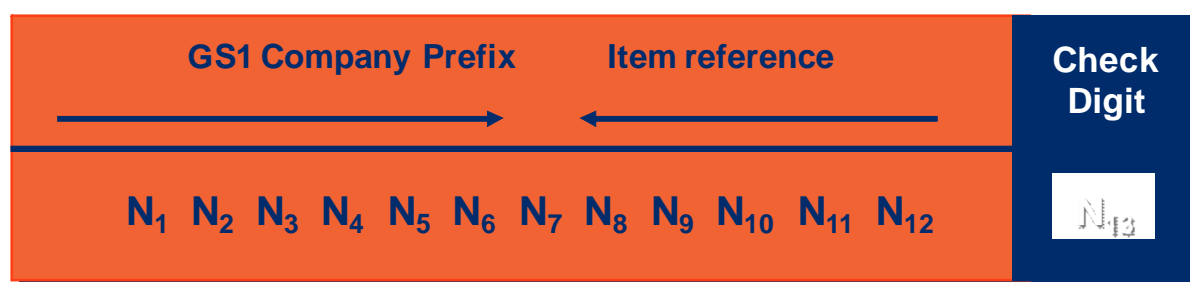 GS1 Company Prefix Item reference
Check
Digit
N₁ N₂ N₃ N₄ N₅ N₆ N₇ N₈ N₉ N₁₀ N₁₁ N₁₂ N₁₃